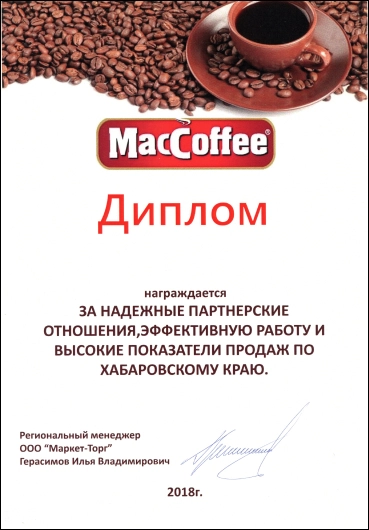 MacCoffee
Диплом
награждается
ЗА НАДЕЖНЫЕ ПАРТНЕРСКИЕ
ОТНОШЕНИЯ,ЭФФЕКТИВНУЮ РАБОТУ И
ВЫСОКИЕ ПОКАЗАТЕЛИ ПРОДАЖ ПО
ХАБАРОВСКОМУ КРАЮ.
Региональный менеджер
ООО "Маркет-Торг"
Герасимов Илья Владимирович
2018г.